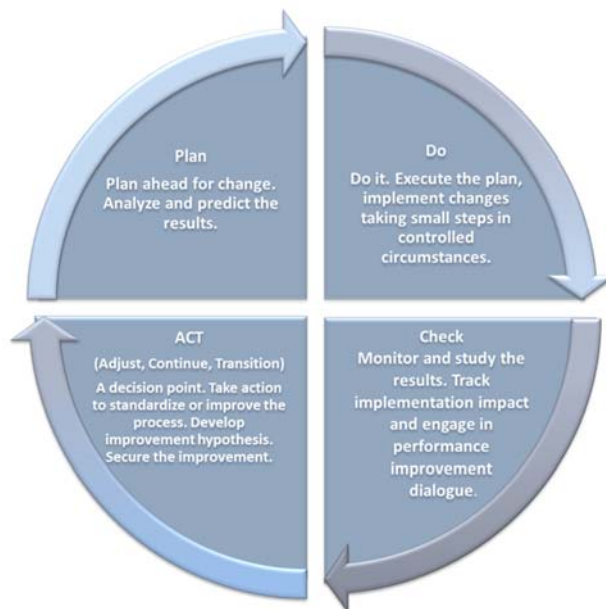 Plan
Plan ahead for change.
Analyze and predict the
results.
Do
Do it. Execute the plan,
implement changes
taking small steps in
controlled
circumstances.
ACT
(Adjust, Continue, Transition)
A decision point. Take action
to standardize or improve the
process. Develop
improvement hypothesis.
Secure the improvement.
Check
Monitor and study the
results. Track
implementation impact
and engage in
performance
improvement
dialogue.